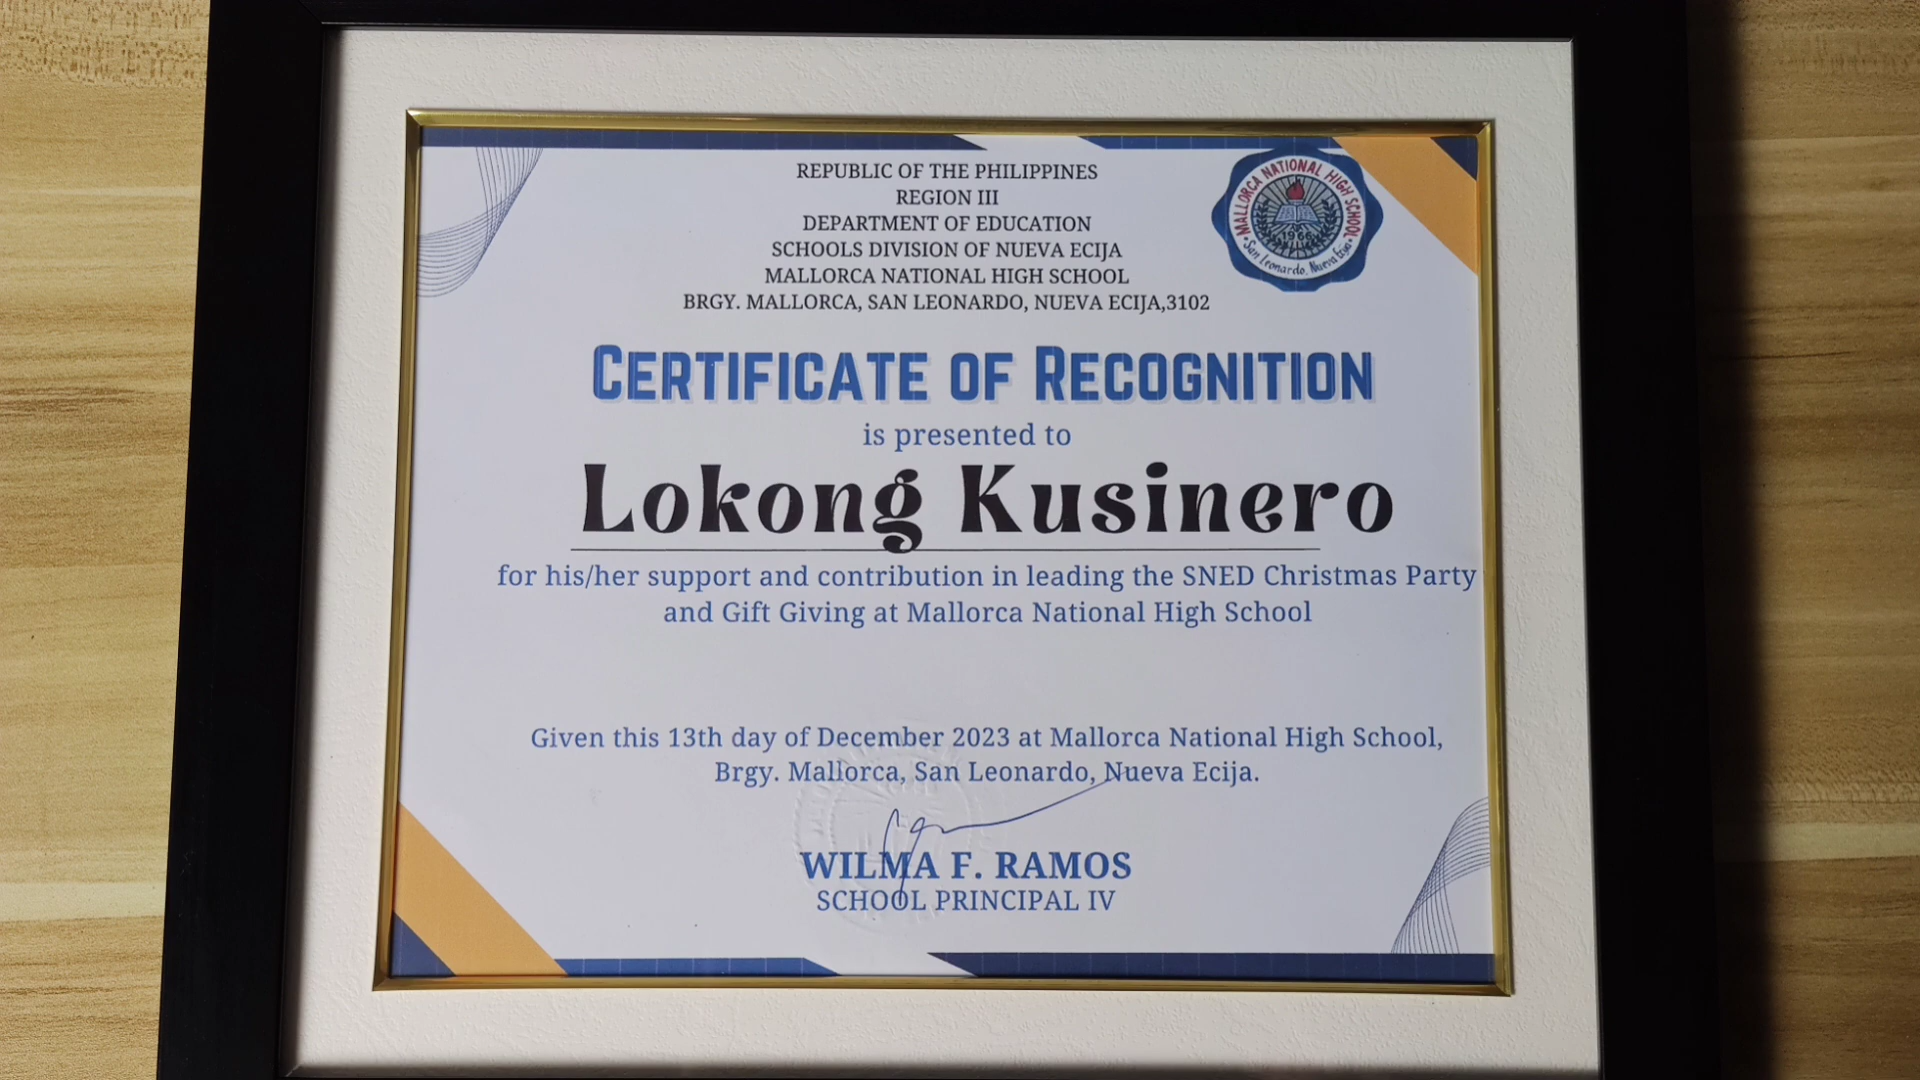 REPUBLIC OF THE PHILIPPINES
REGION III
DEPARTMENT OF EDUCATION
SCHOOLS DIVISION OF NUEVA ECIJA
MALLORCA NATIONAL HIGH SCHOOL
BRGY. MALLORCA, SAN LEONARDO, NUEVA ECIJA,3102
MALLORCA NATIONAL HIGH SCHOOL
1966
San Leonardo, Nueva Ecija
CERTIFICATE OF RECOGNITION
is presented to
Lokong Kusinero
for his/her support and contribution in leading the SNED Christmas Party
and Gift Giving at Mallorca National High School
Given this 13th day of December 2023 at Mallorca National High School,
Brgy. Mallorca, San Leonardo, Nueva Ecija.
WILMA F. RAMOS
SCHOOL PRINCIPAL IV